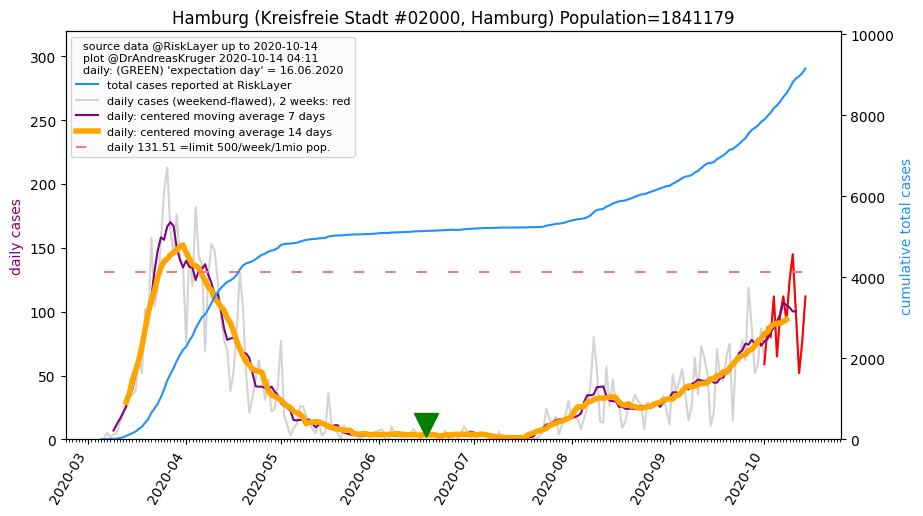 Hamburg (Kreisfreie Stadt #02000, Hamburg) Population=1841179
source data @RiskLayer up to 2020-10-14
plot @DrAndreasKruger 2020-10-14 04:11
daily: (GREEN) 'expectation day' = 16.06.2020
total cases reported at RiskLayer
daily cases (weekend-flawed), 2 weeks: red
daily: centered moving average 7 days
daily: centered moving average 14 days
daily 131.51 =limit 500/week/1mio pop.
daily cases
300
250
200
150
100
50
0
cumulative total cases
10000
8000
6000
4000
2000
0
2020-03
2020-04
2020-05
2020-06
2020-07
2020-08
2020-09
2020-10